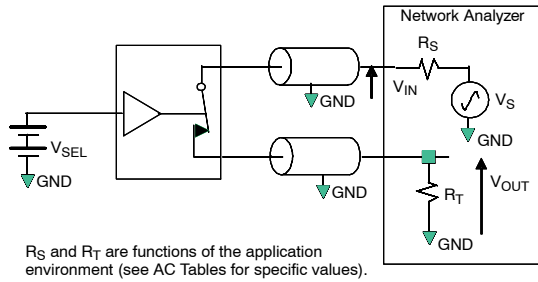 Network Analyzer
R_S
GND
V_IN
V_S
GND
V_SEL
GND
GND
R_T
V_OUT
GND
R_S and R_T are functions of the application
environment (see AC Tables for specific values).